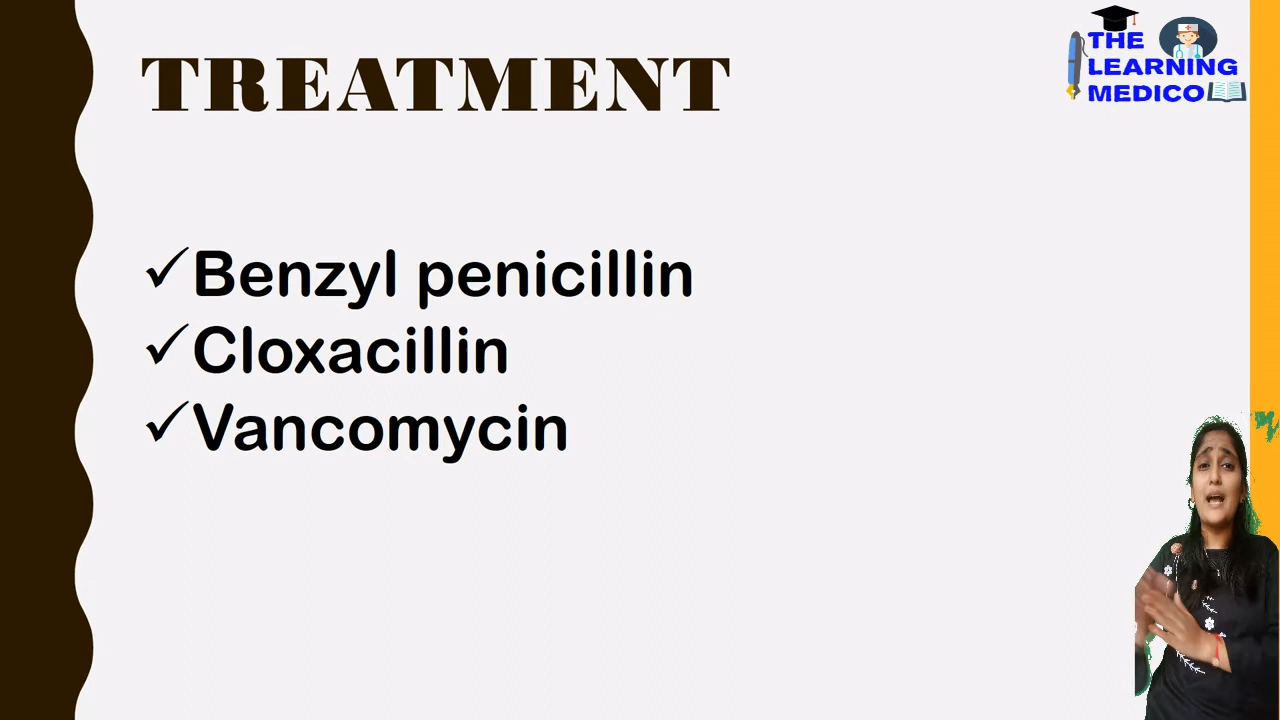 TREATMENT
THE
LEARNING
MEDICO
✓Benzyl penicillin
✓Cloxacillin
✓Vancomycin